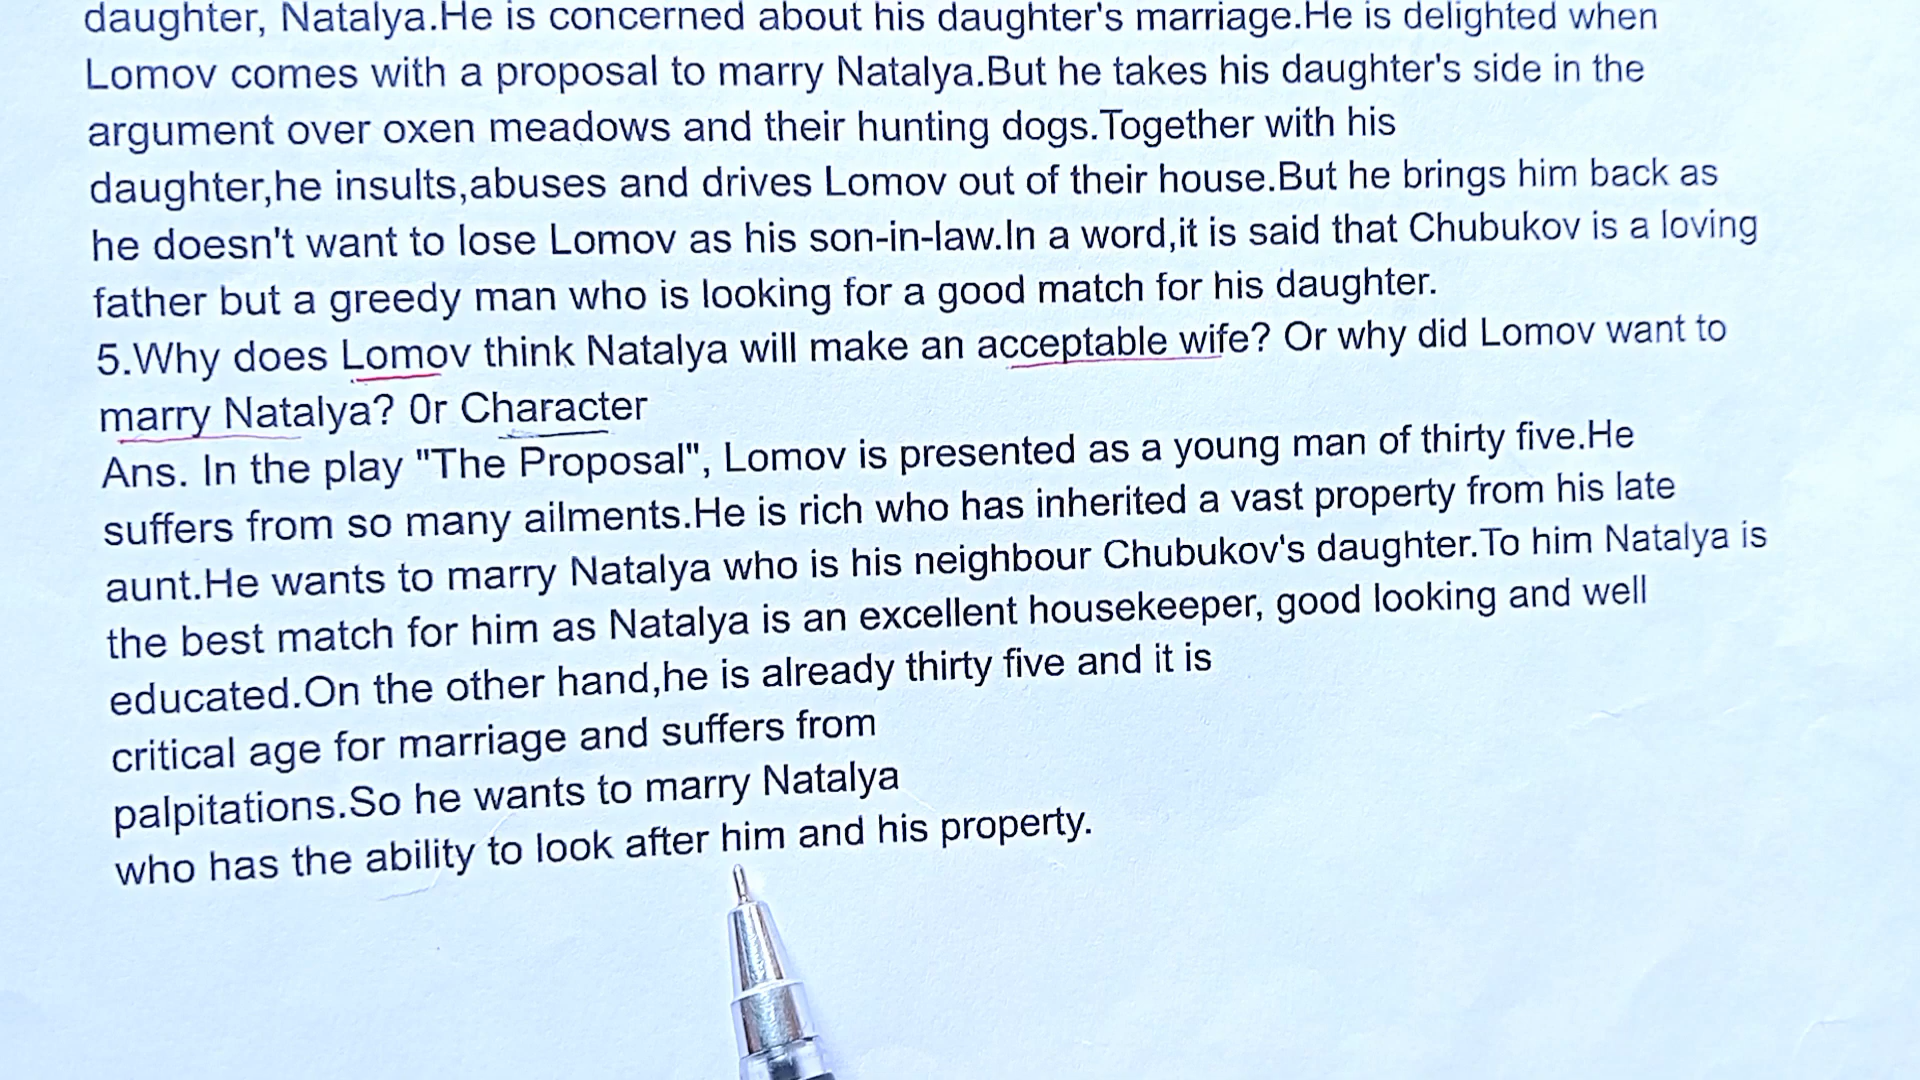 daughter, Natalya.He is concerned about his daughter's marriage.He is delighted when
Lomov comes with a proposal to marry Natalya.But he takes his daughter's side in the
argument over oxen meadows and their hunting dogs.Together with his
daughter,he insults,abuses and drives Lomov out of their house.But he brings him back as
he doesn't want to lose Lomov as his son-in-law.In a word,it is said that Chubukov is a loving
father but a greedy man who is looking for a good match for his daughter.
5.Why does Lomov think Natalya will make an acceptable wife? Or why did Lomov want to
marry Natalya? 0r Character
Ans. In the play "The Proposal", Lomov is presented as a young man of thirty five.He
suffers from so many ailments.He is rich who has inherited a vast property from his late
aunt.He wants to marry Natalya who is his neighbour Chubukov's daughter.To him Natalya is
the best match for him as Natalya is an excellent housekeeper, good looking and well
educated.On the other hand,he is already thirty five and it is
critical age for marriage and suffers from
palpitations.So he wants to marry Natalya
who has the ability to look after him and his property.